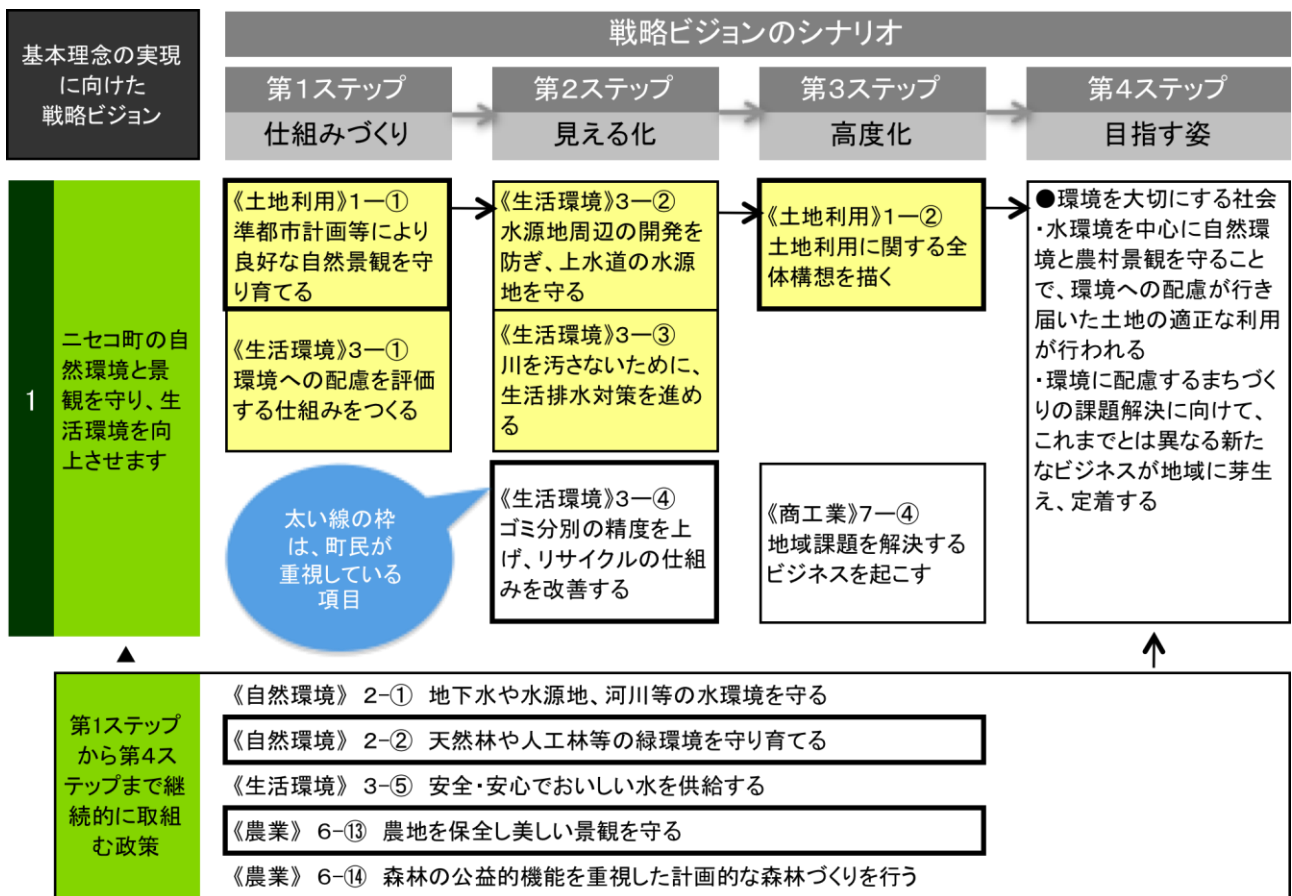 基本理念の実現
に向けた
戦略ビジョン
戦略ビジョンのシナリオ
第1ステップ
仕組みづくり
第2ステップ
見える化
第3ステップ
高度化
第4ステップ
目指す姿
1
ニセコ町の自
然環境と景
観を守り、生
活環境を向
上させます
《土地利用》1―①
準都市計画等により
良好な自然景観を守
り育てる
《生活環境》3―①
環境への配慮を評価
する仕組みをつくる
太い線の枠
は、町民が
重視している
項目
《生活環境》3―②
水源地周辺の開発を
防ぎ、上水道の水源
地を守る
《生活環境》3―③
川を汚さないために、
生活排水対策を進め
る
《生活環境》3―④
ゴミ分別の精度を上
げ、リサイクルの仕組
みを改善する
《土地利用》1―②
土地利用に関する全
体構想を描く
《商工業》7―④
地域課題を解決する
ビジネスを起こす
●環境を大切にする社会
・水環境を中心に自然環
境と農村景観を守ること
で、環境への配慮が行き
届いた土地の適正な利用
が行われる
・環境に配慮するまちづく
りの課題解決に向けて、
これまでとは異なる新た
なビジネスが地域に芽生
え、定着する
▲
第1ステップ
から第4ス
テップまで継
続的に取組
む政策
《自然環境》 2-① 地下水や水源地、河川等の水環境を守る
《自然環境》 2-② 天然林や人工林等の緑環境を守り育てる
《生活環境》 3-⑤ 安全・安心でおいしい水を供給する
《農業》 6-⑬ 農地を保全し美しい景観を守る
《農業》 6-⑭ 森林の公益的機能を重視した計画的な森林づくりを行う